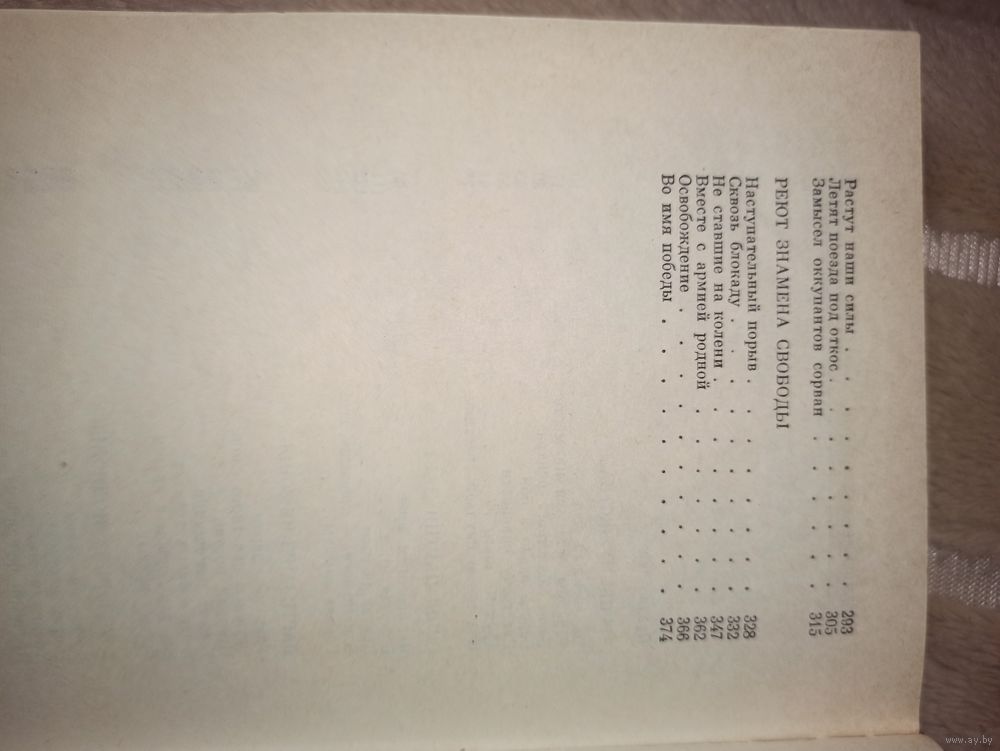 Растут наши силы . . . . . . 293
Летят поезда под откос . . . . . 305
Замысел оккупантов сорван . . . . 315
РЕЮТ ЗНАМЕНА СВОБОДЫ
Наступательный порыв . . . . . 328
Сквозь блокаду . . . . . . 332
Не ставшие на колени . . . . . 347
Вместе с армией родной . . . . 362
Освобождение . . . . . . 366
Во имя победы . . . . . . 374
www.ay.by